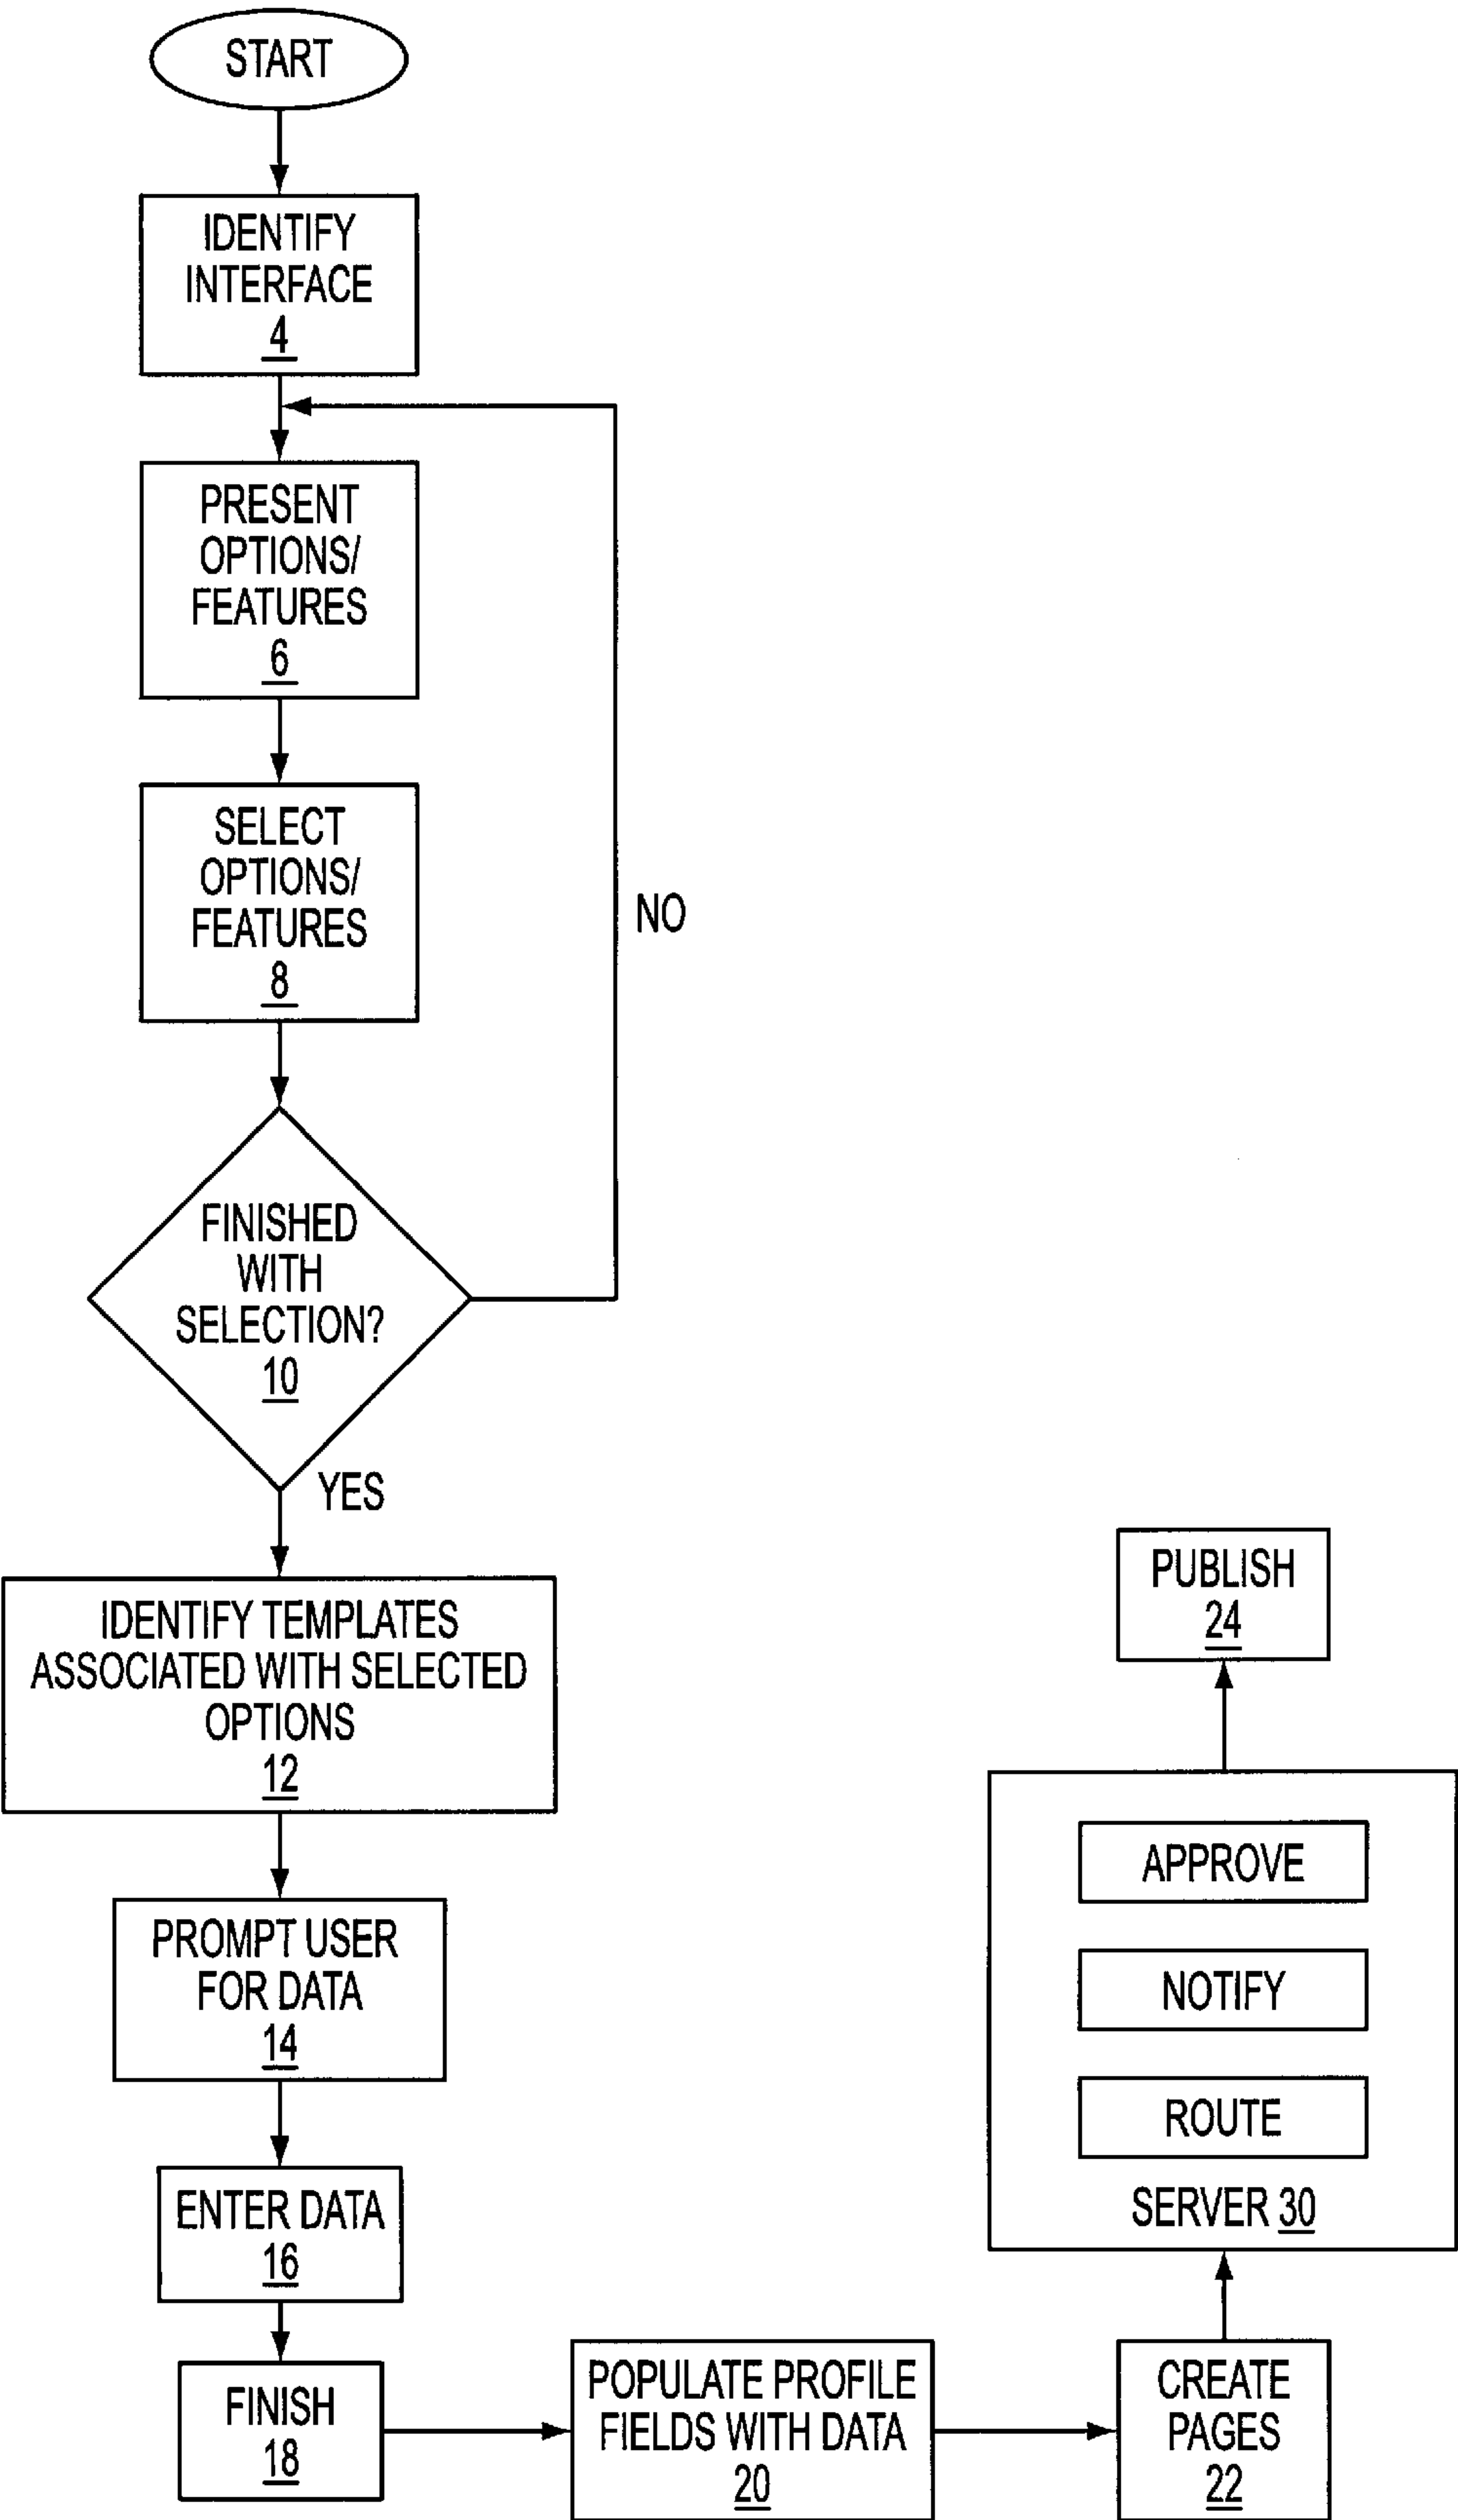 START
IDENTIFY
INTERFACE
4
PRESENT
OPTIONS/
FEATURES
6
SELECT
OPTIONS/
FEATURES
8
NO
FINISHED
WITH
SELECTION?
10
YES
IDENTIFY TEMPLATES
ASSOCIATED WITH SELECTED
OPTIONS
12
PROMPT USER
FOR DATA
14
ENTER DATA
16
FINISH
18
POPULATE PROFILE
FIELDS WITH DATA
20
CREATE
PAGES
22
PUBLISH
24
APPROVE
NOTIFY
ROUTE
SERVER 30